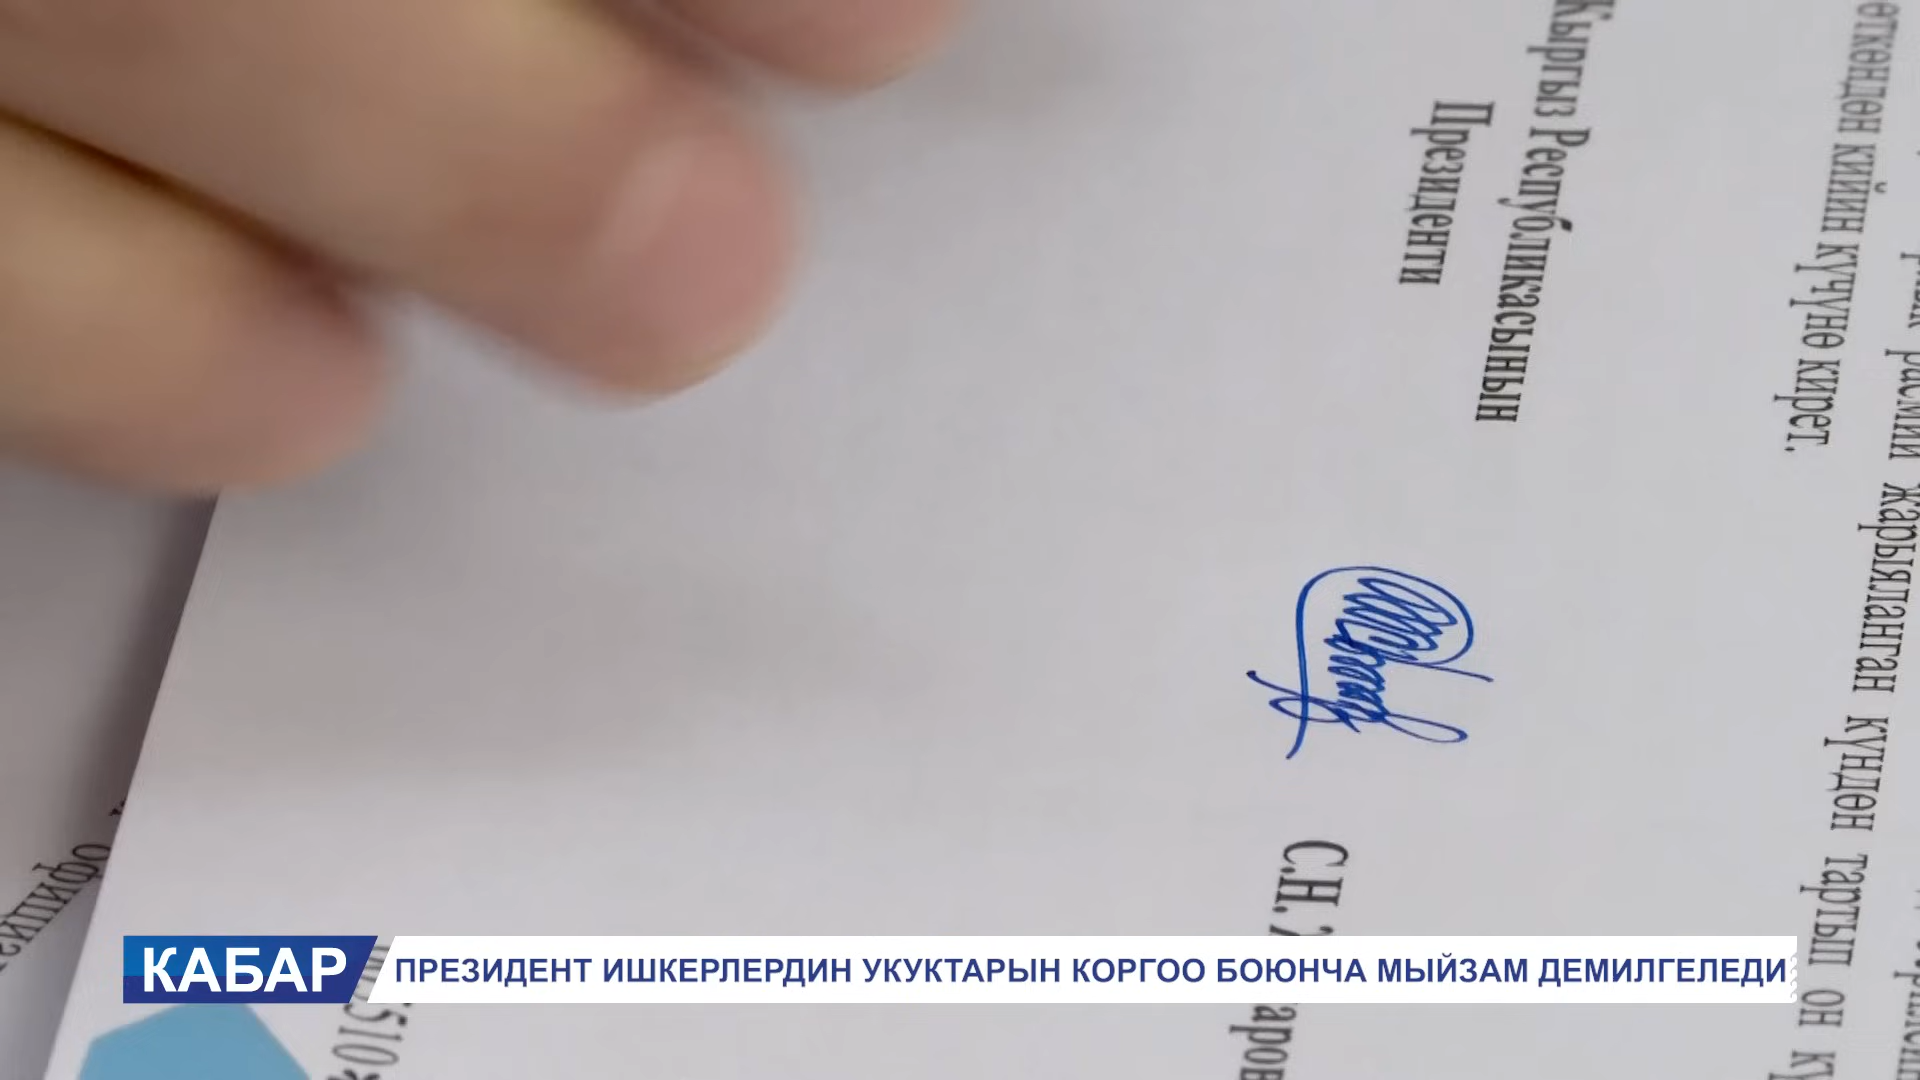 өткөндөн кийин күчүнө кирет.
расмий жарыяланган күндөн тартып он
Кыргыз Республикасынын
Президенти
С.Н.
КАБАР
ПРЕЗИДЕНТ ИШКЕРЛЕРДИН УКУКТАРЫН КОРГОО БОЮНЧА МЫЙЗАМ ДЕМИЛГЕЛЕДИ